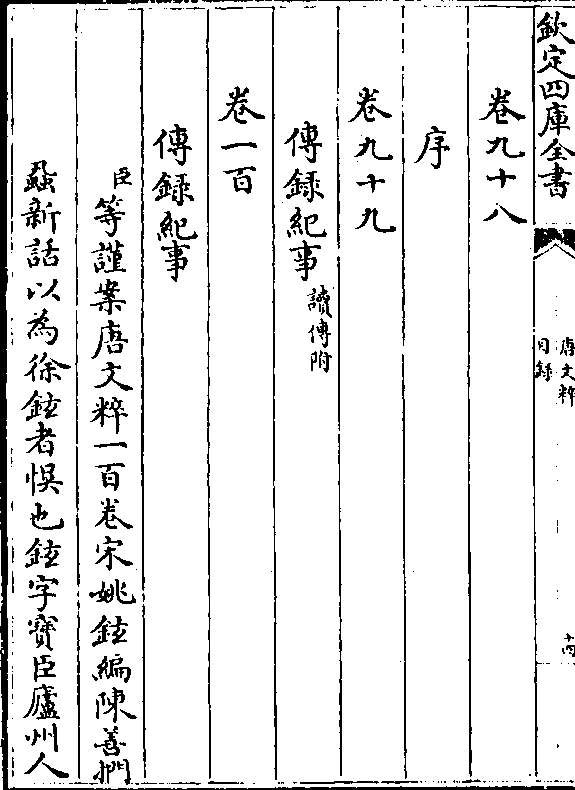 欽定四庫全書
唐文粹
目錄
十四
卷九十八
序
卷九十九
傳録紀事讀傳附
卷一百
傳録紀事
臣等謹案唐文粹一百卷宋姚鉉編陳善捫
蝨新話以為徐鉉者悞也鉉字寶臣廬州人